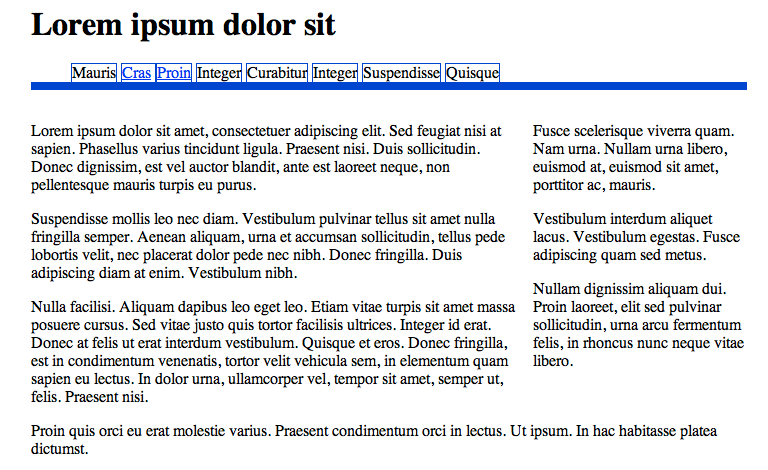 Lorem ipsum dolor sit
Mauris Cras Proin Integer Curabitur Integer Suspendisse Quisque
Lorem ipsum dolor sit amet, consectetuer adipiscing elit. Sed feugiat nisi at
sapien. Phasellus varius tincidunt ligula. Praesent nisi. Duis sollicitudin.
Donec dignissim, est vel auctor blandit, ante est laoreet neque, non
pellentesque mauris turpis eu purus.
Suspendisse mollis leo nec diam. Vestibulum pulvinar tellus sit amet nulla
fringilla semper. Aenean aliquam, urna et accumsan sollicitudin, tellus pede
lobortis velit, nec placerat dolor pede nec nibh. Donec fringilla. Duis
adipiscing diam at enim. Vestibulum nibh.
Nulla facilisi. Aliquam dapibus leo eget leo. Etiam vitae turpis sit amet massa
posuere cursus. Sed vitae justo quis tortor facilisis ultrices. Integer id erat.
Donec at felis ut erat interdum vestibulum. Quisque et eros. Donec fringilla,
est in condimentum venenatis, tortor velit vehicula sem, in elementum quam
sapien eu lectus. In dolor urna, ullamcorper vel, tempor sit amet, semper ut,
felis. Praesent nisi.
Fusce scelerisque viverra quam.
Nam urna. Nullam urna libero,
euismod at, euismod sit amet,
porttitor ac, mauris.
Vestibulum interdum aliquet
lacus. Vestibulum egestas. Fusce
adipiscing quam sed metus.
Nullam dignissim aliquam dui.
Proin laoreet, elit sed pulvinar
sollicitudin, urna arcu fermentum
felis, in rhoncus nunc neque vitae
libero.
Proin quis orci eu erat molestie varius. Praesent condimentum orci in lectus. Ut ipsum. In hac habitasse platea
dictumst.